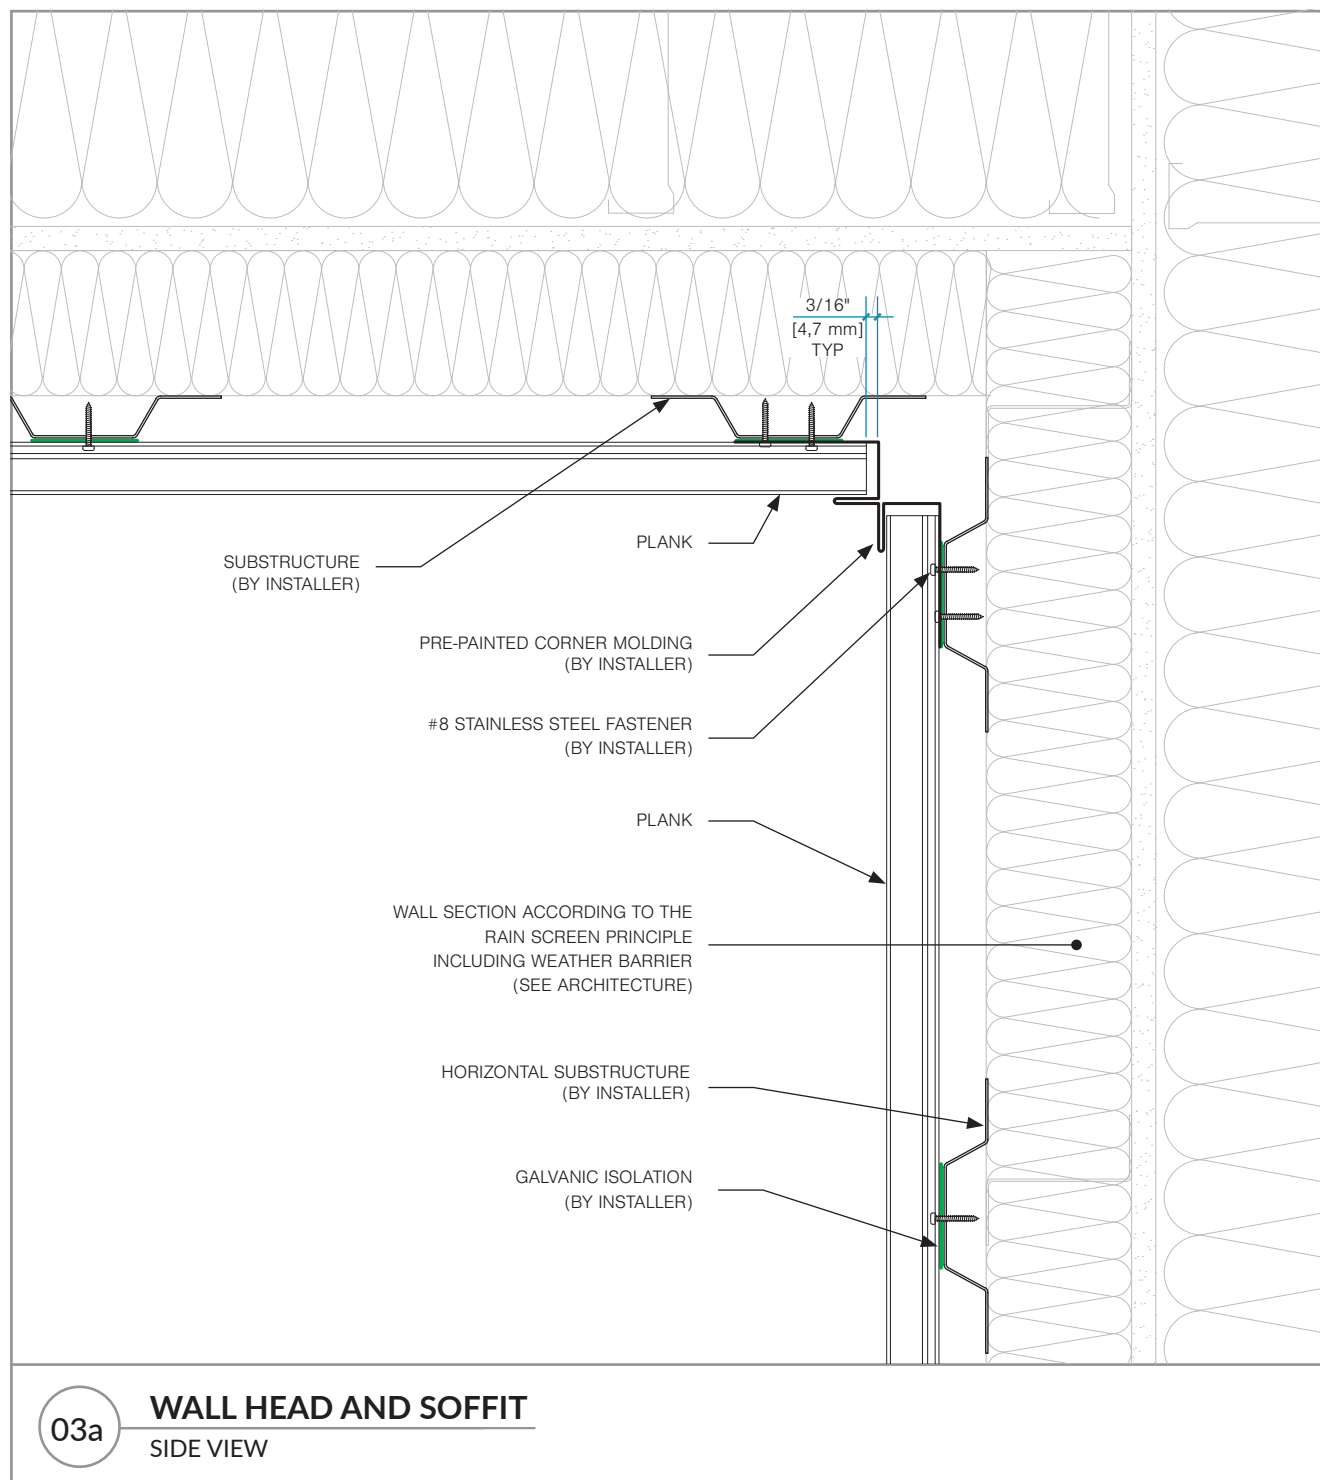 3/16"
[4,7 mm]
TYP
PLANK
SUBSTRUCTURE
(BY INSTALLER)
PRE-PAINTED CORNER MOLDING
(BY INSTALLER)
#8 STAINLESS STEEL FASTENER
(BY INSTALLER)
PLANK
WALL SECTION ACCORDING TO THE
RAIN SCREEN PRINCIPLE
INCLUDING WEATHER BARRIER
(SEE ARCHITECTURE)
HORIZONTAL SUBSTRUCTURE
(BY INSTALLER)
GALVANIC ISOLATION
(BY INSTALLER)
03a
WALL HEAD AND SOFFIT
SIDE VIEW